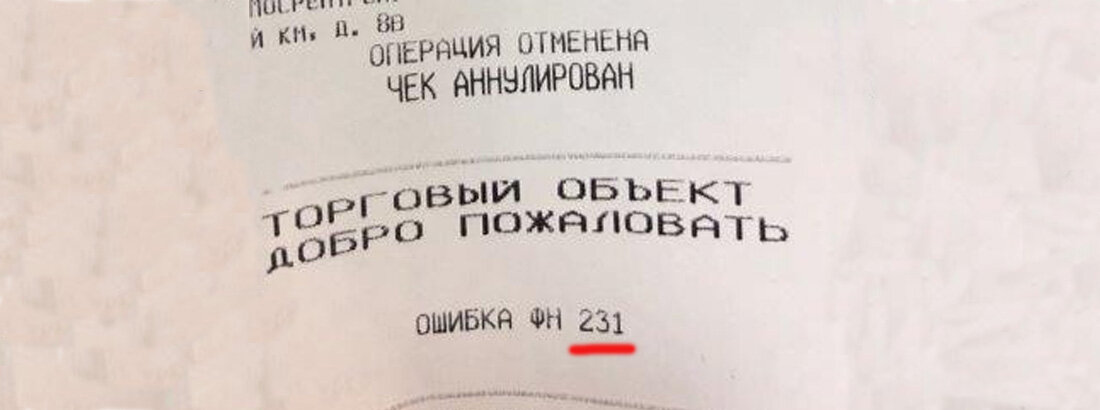 Й КМ, Д. 8В
ОПЕРАЦИЯ ОТМЕНЕНА
ЧЕК АННУЛИРОВАН
ТОРГОВЫЙ ОБЪЕКТ
ДОБРО ПОЖАЛОВАТЬ
ОШИБКА ФН 231